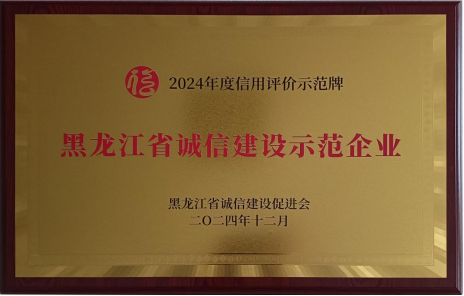 2024年度信用评价示范牌
黑龙江省诚信建设示范企业
黑龙江省诚信建设促进会
二〇二四年十二月